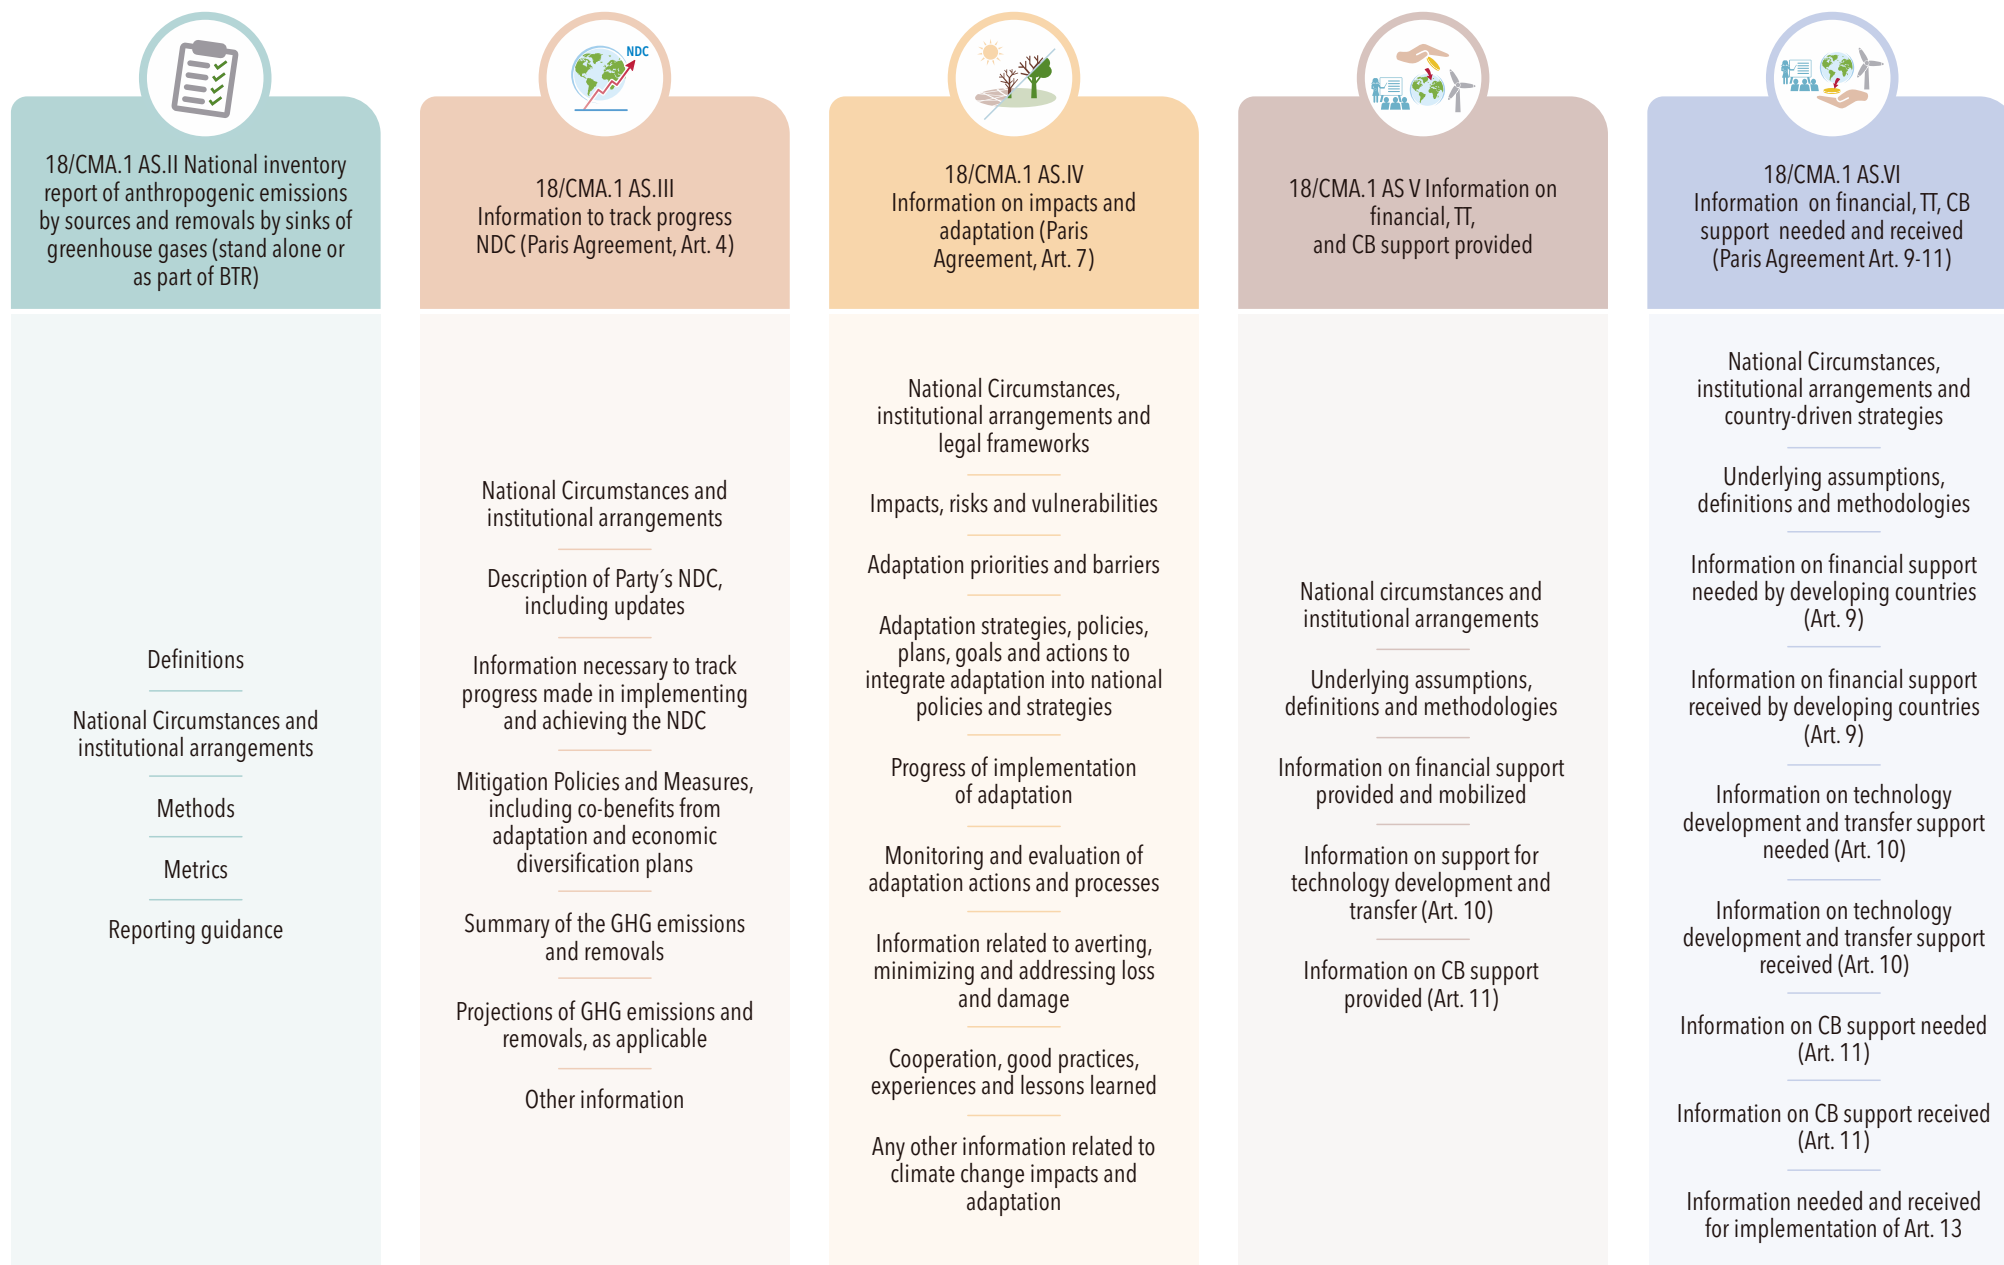 18/CMA.1 AS.II National inventory
report of anthropogenic emissions
by sources and removals by sinks of
greenhouse gases (stand alone or
as part of BTR)
Definitions
National Circumstances and
institutional arrangements
Methods
Metrics
Reporting guidance
NDC
18/CMA.1 AS.III
Information to track progress
NDC (Paris Agreement, Art. 4)
National Circumstances and
institutional arrangements
Description of Party´s NDC,
including updates
Information necessary to track
progress made in implementing
and achieving the NDC
Mitigation Policies and Measures,
including co-benefits from
adaptation and economic
diversification plans
Summary of the GHG emissions
and removals
Projections of GHG emissions and
removals, as applicable
Other information
18/CMA.1 AS.IV
Information on impacts and
adaptation (Paris
Agreement, Art. 7)
National Circumstances,
institutional arrangements and
legal frameworks
Impacts, risks and vulnerabilities
Adaptation priorities and barriers
Adaptation strategies, policies,
plans, goals and actions to
integrate adaptation into national
policies and strategies
Progress of implementation
of adaptation
Monitoring and evaluation of
adaptation actions and processes
Information related to averting,
minimizing and addressing loss
and damage
Cooperation, good practices,
experiences and lessons learned
Any other information related to
climate change impacts and
adaptation
18/CMA.1 AS V Information on
financial, TT,
and CB support provided
National circumstances and
institutional arrangements
Underlying assumptions,
definitions and methodologies
Information on financial support
provided and mobilized
Information on support for
technology development and
transfer (Art. 10)
Information on CB support
provided (Art. 11)
18/CMA.1 AS.VI
Information on financial, TT, CB
support needed and received
(Paris Agreement Art. 9-11)
National Circumstances,
institutional arrangements and
country-driven strategies
Underlying assumptions,
definitions and methodologies
Information on financial support
needed by developing countries
(Art. 9)
Information on financial support
received by developing countries
(Art. 9)
Information on technology
development and transfer support
needed (Art. 10)
Information on technology
development and transfer support
received (Art. 10)
Information on CB support needed
(Art. 11)
Information on CB support received
(Art. 11)
Information needed and received
for implementation of Art. 13